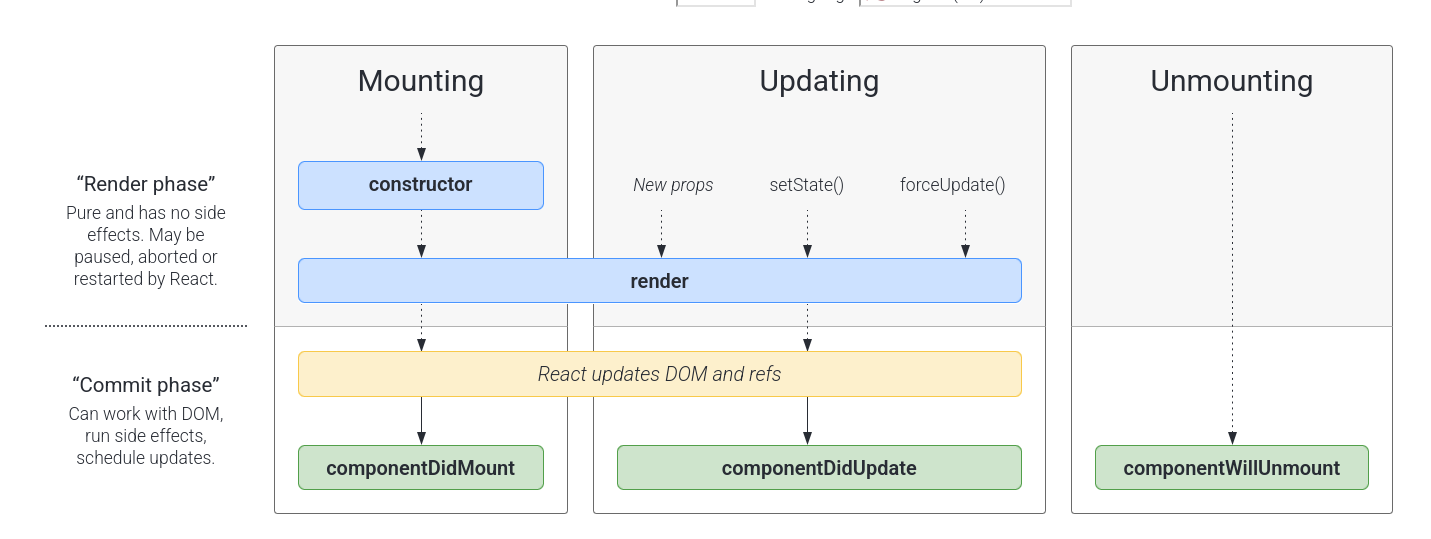 Mounting
Updating
Unmounting
“Render phase”
Pure and has no side
effects. May be
paused, aborted or
restarted by React.
constructor
New props
setState()
forceUpdate()
render
“Commit phase”
Can work with DOM,
run side effects,
schedule updates.
React updates DOM and refs
componentDidMount
componentDidUpdate
componentWillUnmount